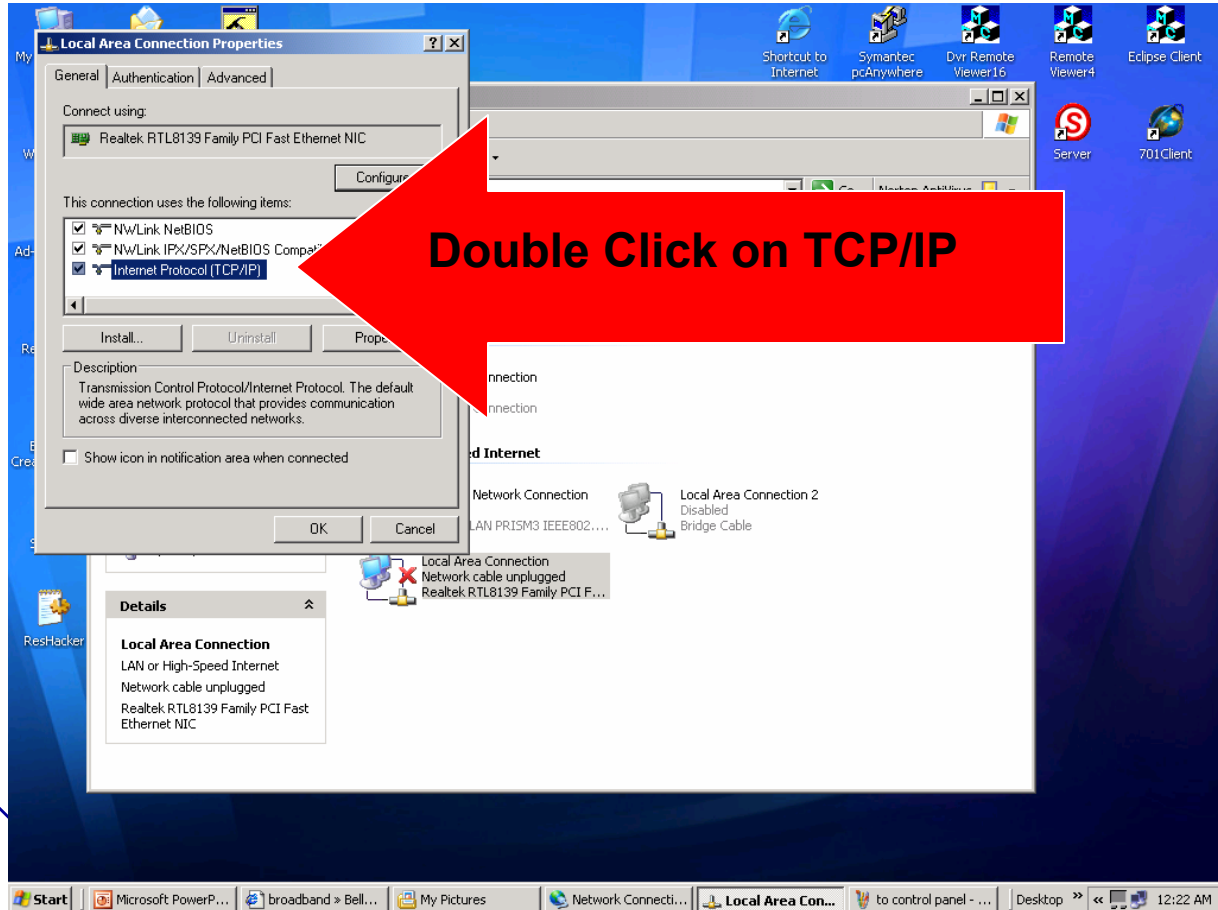 My
Local Area Connection Properties
General Authentication Advanced
Connect using:
Realtek RTL8139 Family PCI Fast Ethernet NIC
This connection uses the following items:
NWLink NetBIOS
NWLink IPX/SPX/NetBIOS
Internet Protocol (TCP/IP)
Install... Uninstall
Description
Transmission Control Protocol/Internet Protocol. The default
wide area network protocol that provides communication
across diverse interconnected networks.
Show icon in notification area when connected
OK Cancel
Double Click on TCP/IP
Shortcut to
Internet
Symantec
pcAnywhere
Dvr Remote
Viewer16
Remote
Viewer4
Eclipse Client
Server
701Client
Network Connection
LAN PRISM3 IEEE802....
Local Area Connection 2
Disabled
Bridge Cable
Internet
Local Area Connection
Network cable unplugged
Realtek RTL8139 Family PCI F...
ResHacker
Details
Local Area Connection
LAN or High-Speed Internet
Network cable unplugged
Realtek RTL8139 Family PCI Fast
Ethernet NIC
Start
Microsoft PowerP...
broadband » Bell...
My Pictures
Network Connecti...
Local Area Con...
to control panel - ...
Desktop » «
12:22 AM